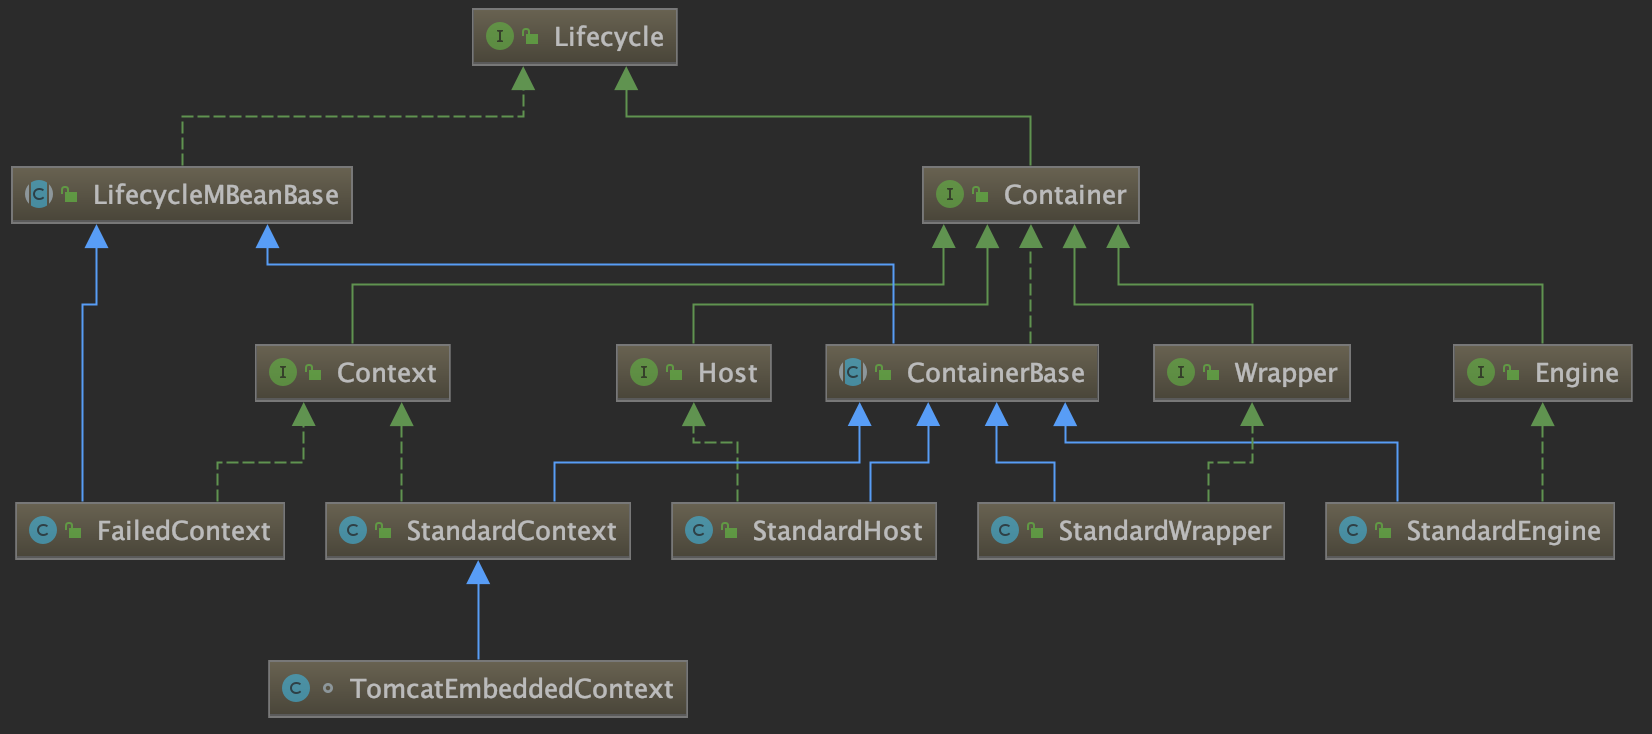 I Lifecycle
C LifecycleMBeanBase
I Container
I Context
I Host
C ContainerBase
I Wrapper
I Engine
C FailedContext
C StandardContext
C StandardHost
C StandardWrapper
C StandardEngine
C TomcatEmbeddedContext